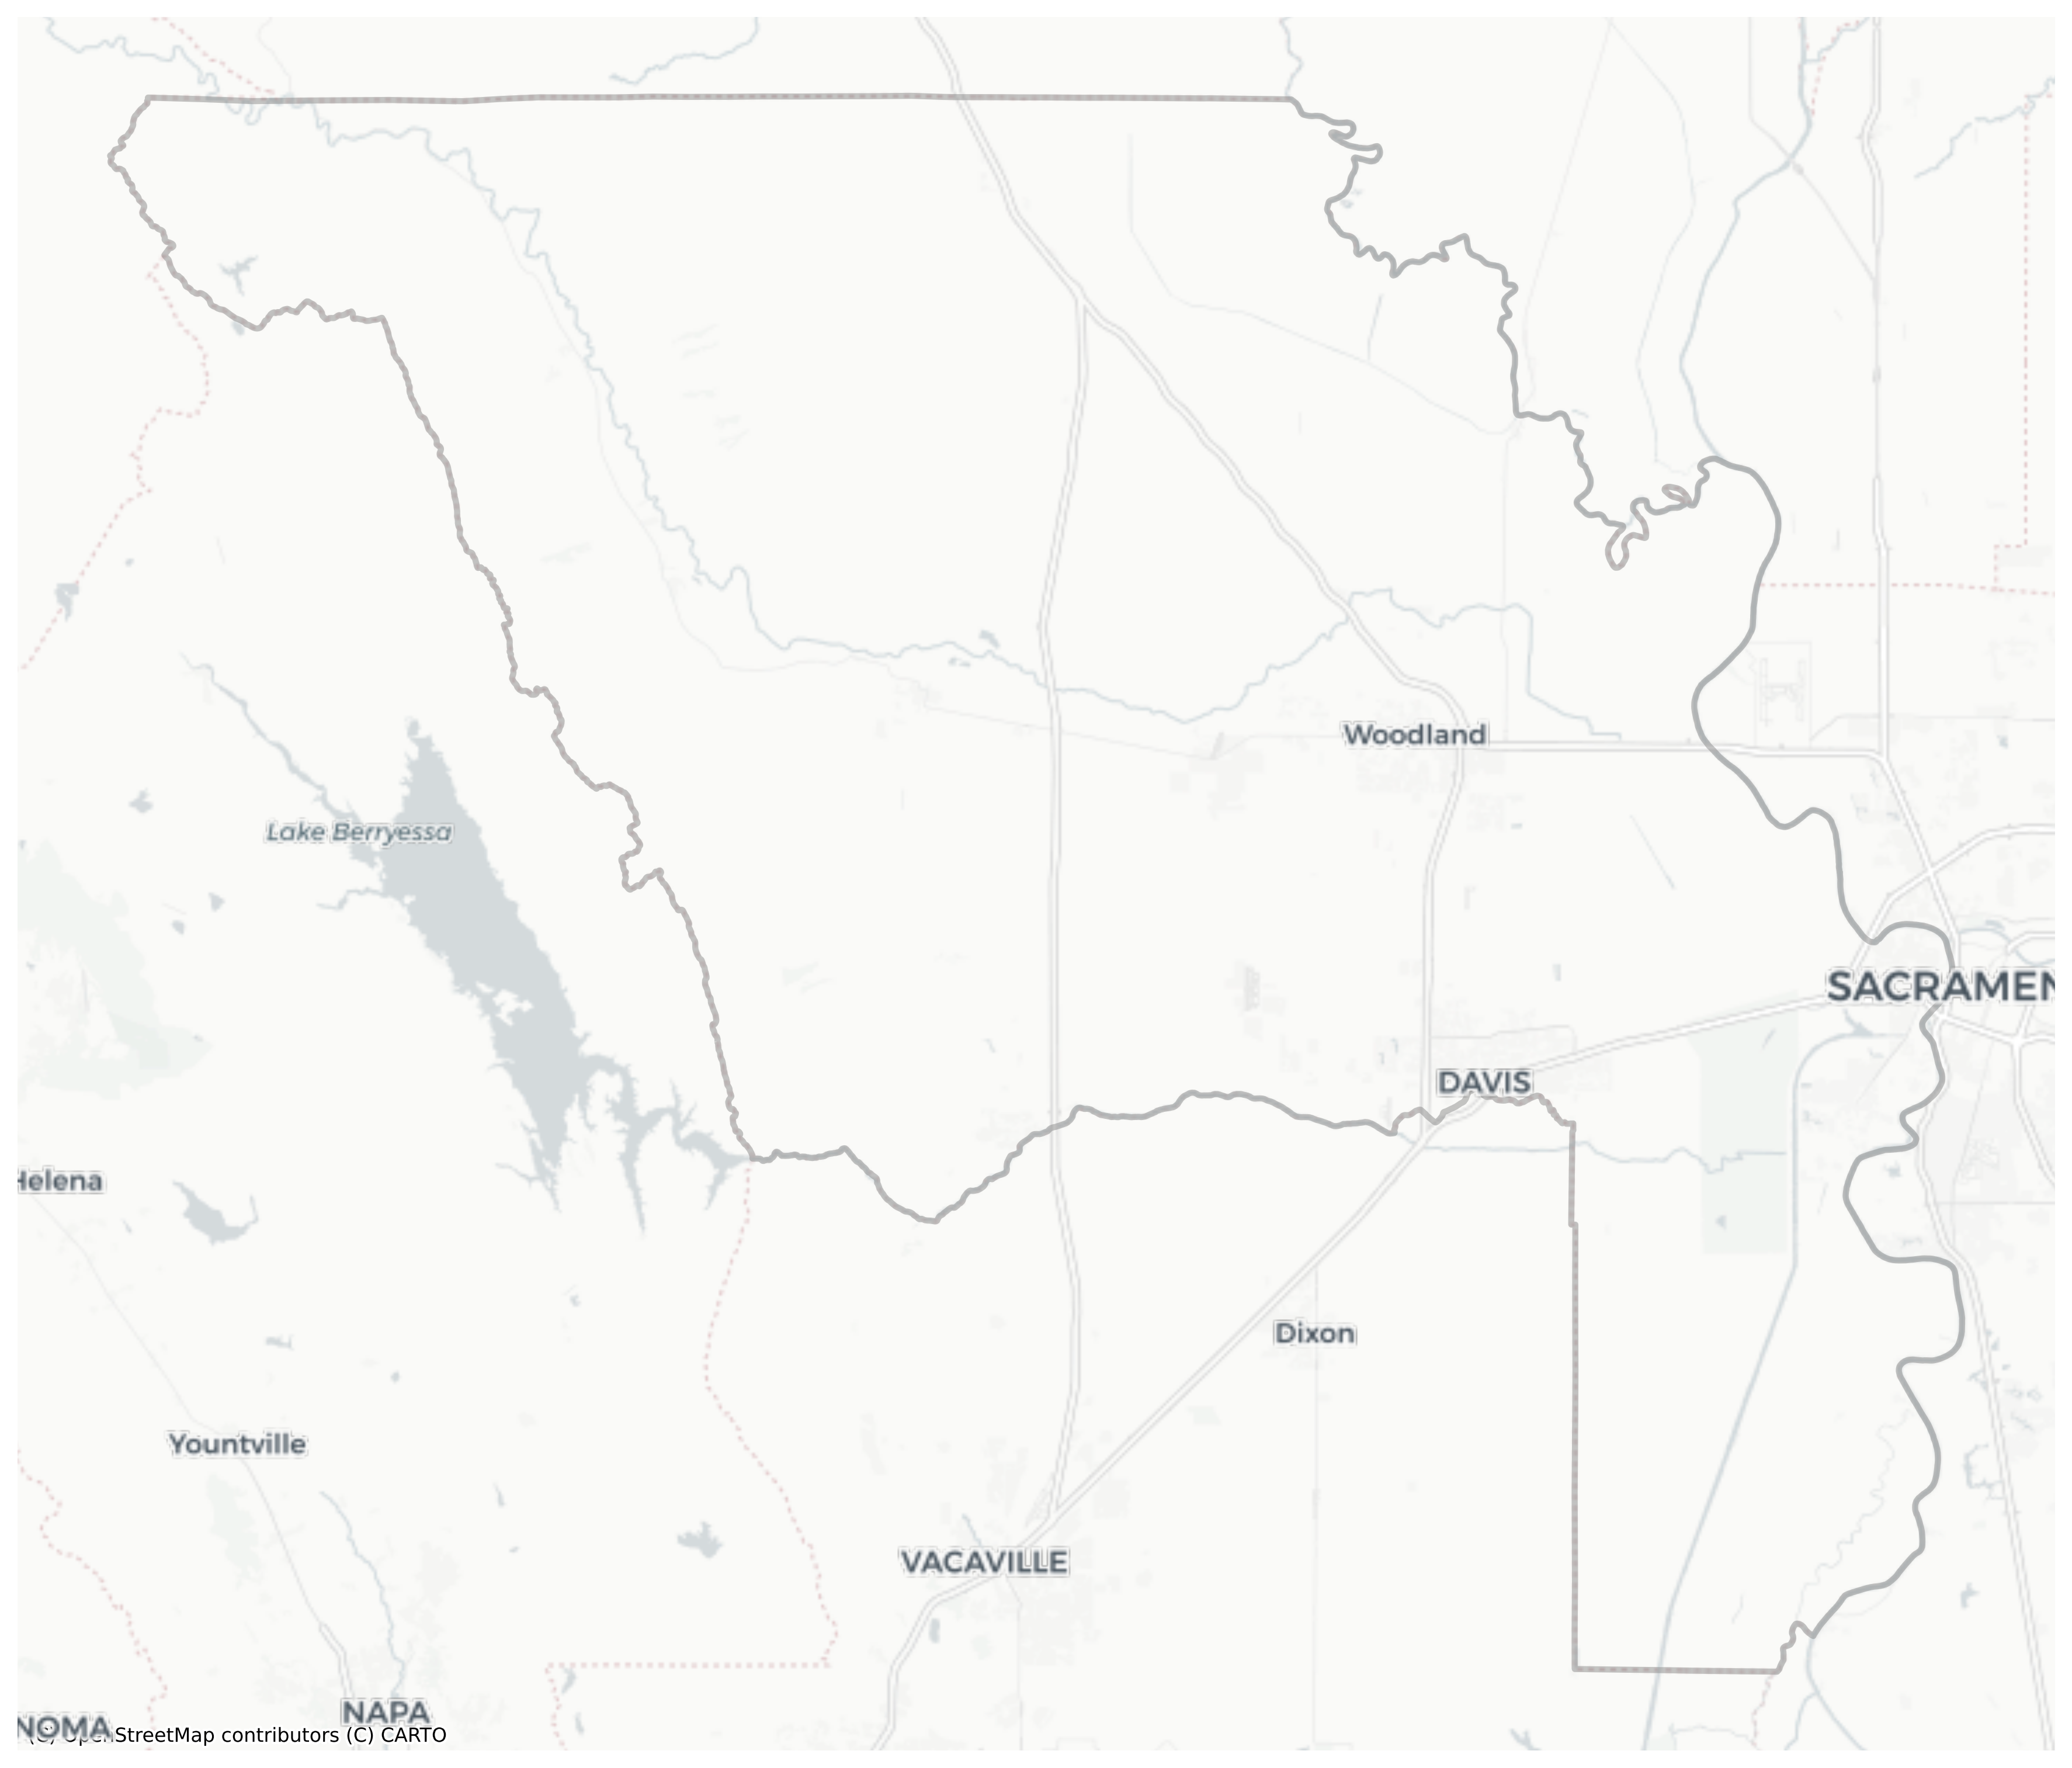 Woodland
Lake Berryessa
SACRAMEN
DAVIS
Helena
Dixon
Yountville
VACAVILLE
NAPA
NOMA
(C) OpenStreetMap contributors (C) CARTO